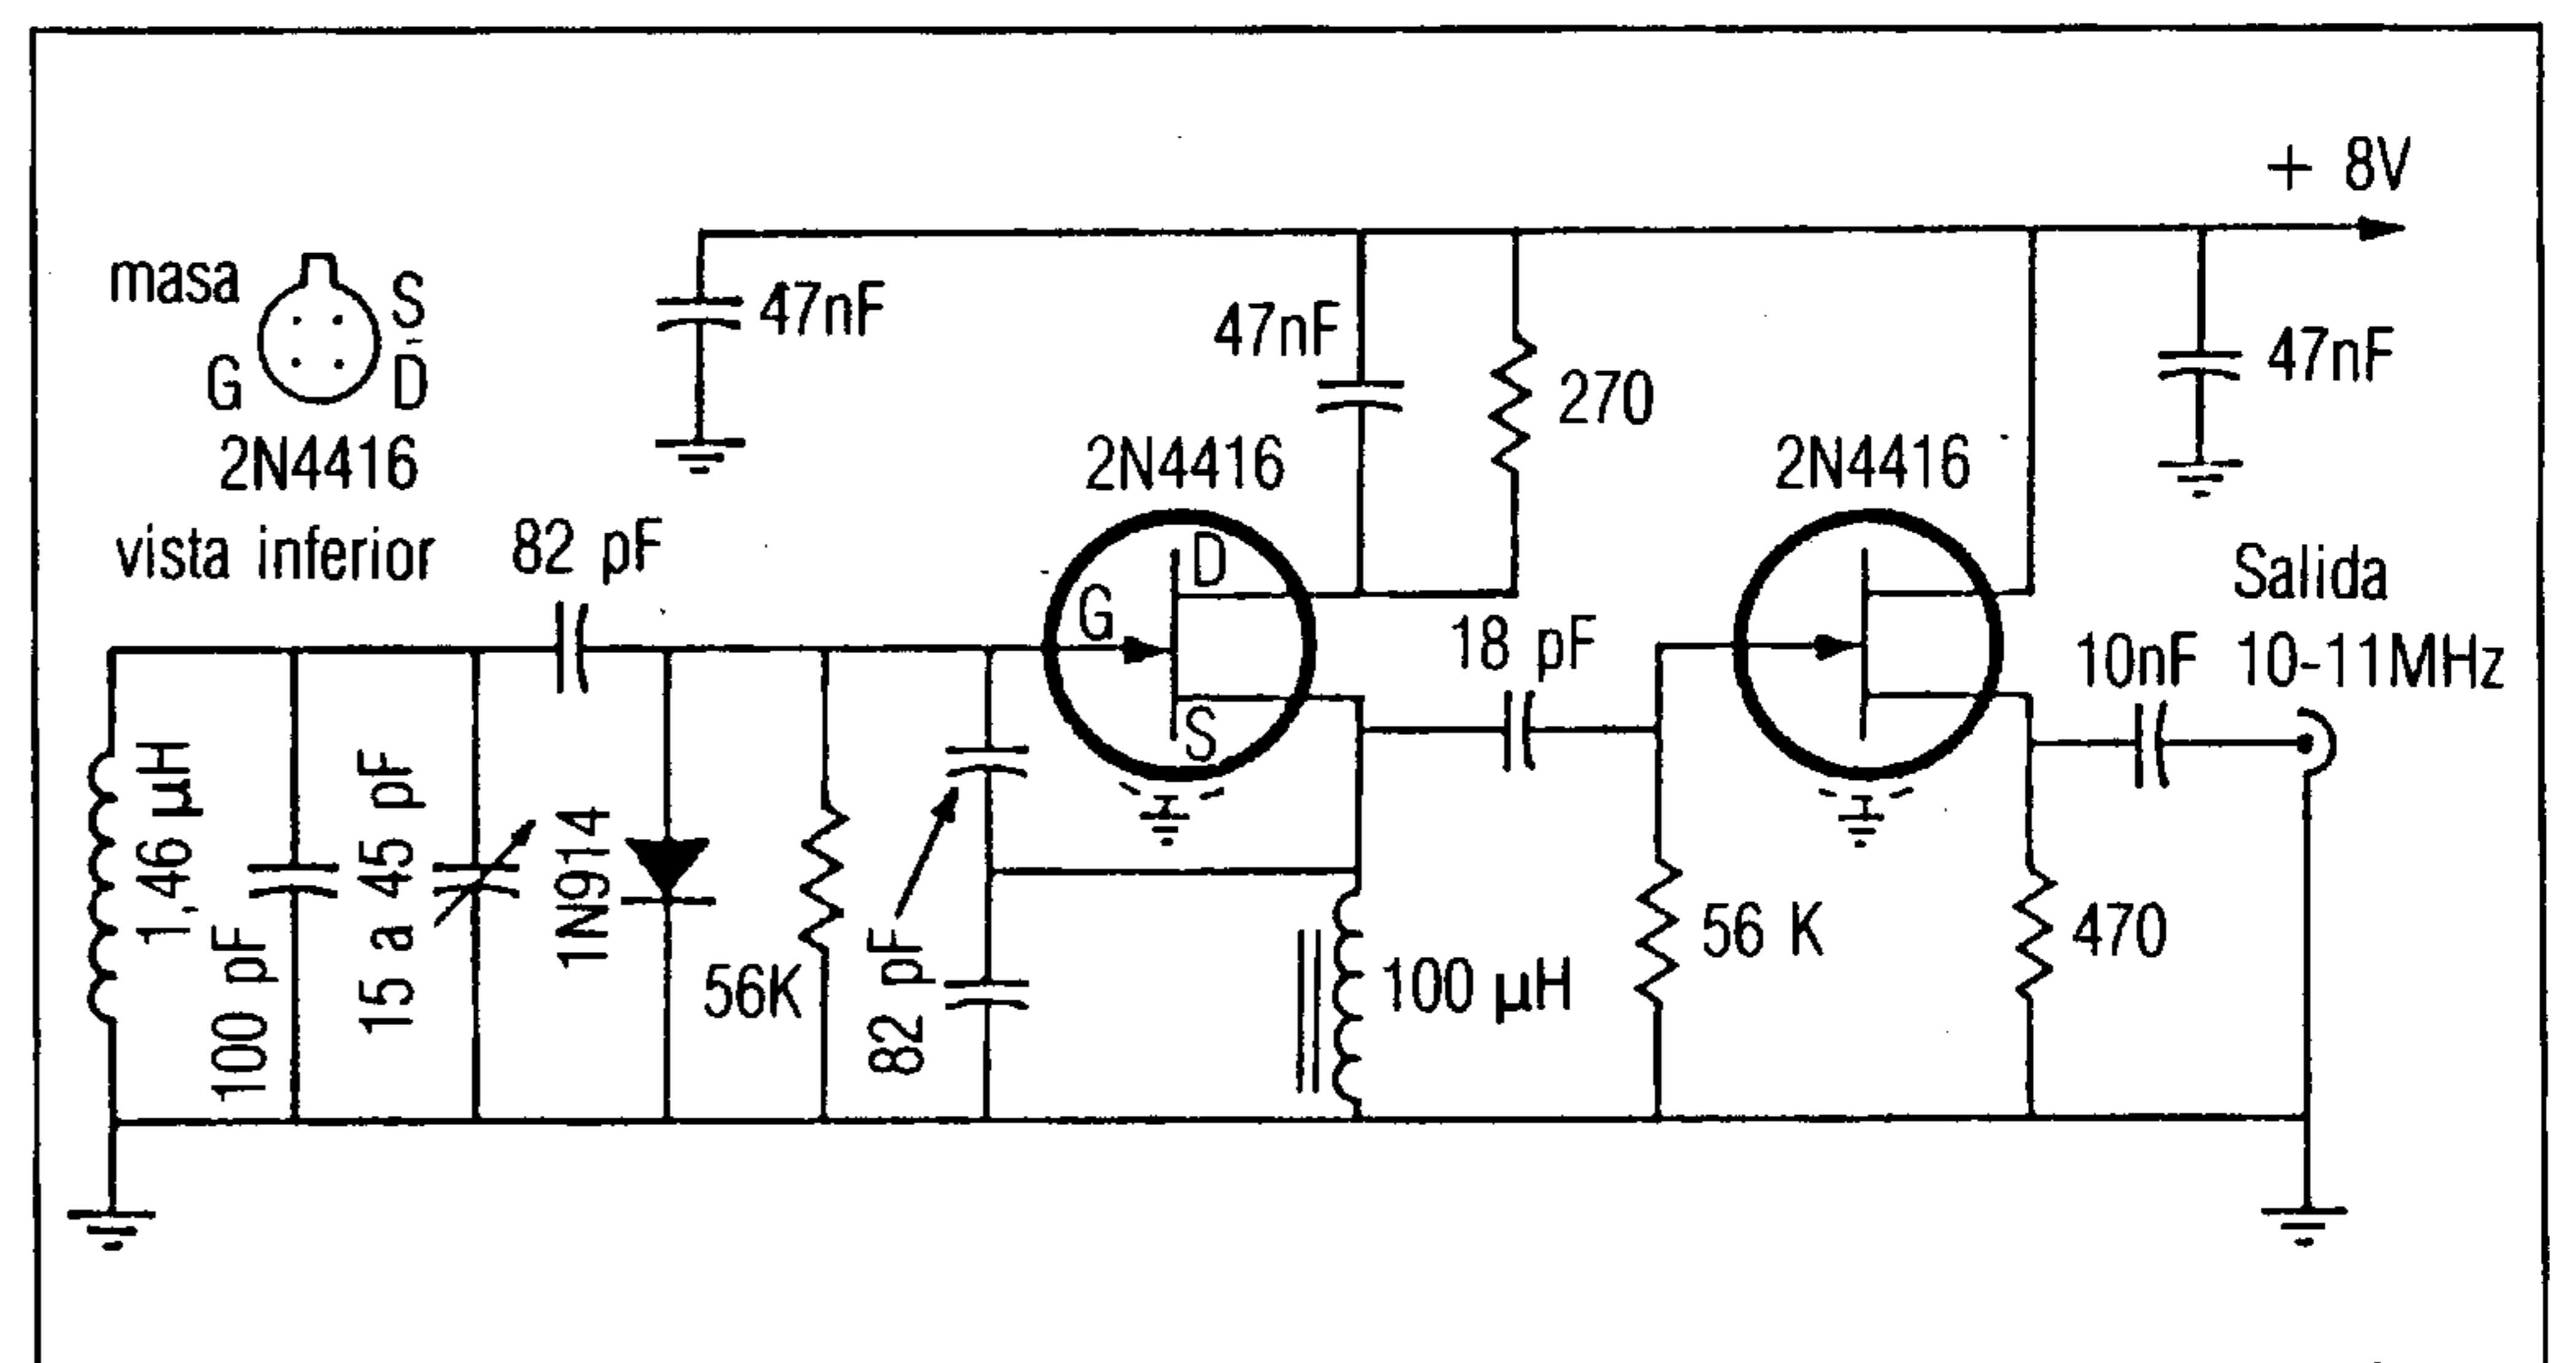 + 8V
masa
S
G
D
2N4416
vista inferior
47nF
47nF
270
47nF
2N4416
2N4416
82 pF
D
G
S
18 pF
Salida
10-11MHz
10nF
1,46 µH
100 pF
15 a 45 pF
1N914
56K
82 pF
100 µH
56 K
470